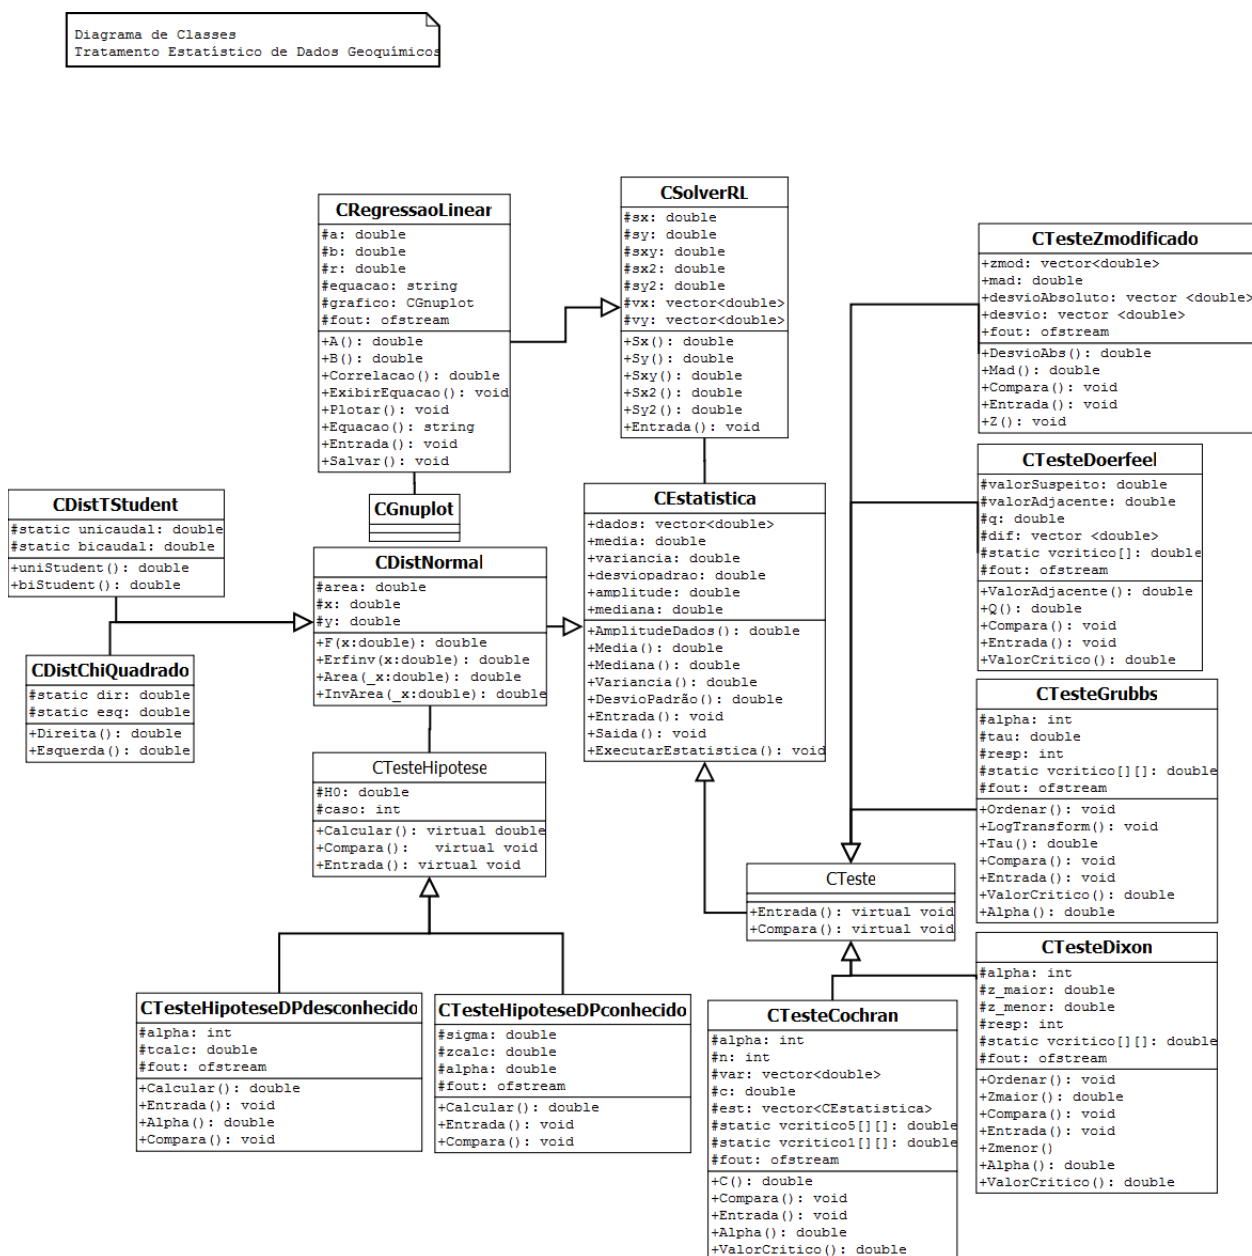 Diagrama de Classes
Tratamento Estatístico de Dados Geoquímicos
CRegressaoLinear
#a: double
#b: double
#r: double
#equacao: string
#grafico: CGnuplot
#fout: ofstream
+A(): double
+B(): double
+Correlacao(): double
+ExibirEquacao(): void
+Plotar(): void
+Equacao(): string
+Entrada(): void
+Salvar(): void
CSolverRL
#sx: double
#sy: double
#sxy: double
#sx2: double
#sy2: double
#vx: vector<double>
#vy: vector<double>
+Sx(): double
+Sy(): double
+Sxy(): double
+Sx2(): double
+Sy2(): double
+Entrada(): void
CTesteZmodificado
+zmod: vector<double>
+mad: double
+desvioAbsoluto: vector <double>
+desvio: vector <double>
+fout: ofstream
+DesvioAbs(): double
+Mad(): double
+Compara(): void
+Entrada(): void
+Z(): void
CTesteDoerfeel
#valorSuspeito: double
#valorAdjacente: double
#q: double
#dif: vector <double>
#static vcritico[]: double
#fout: ofstream
+ValorAdjacente(): double
+Q(): double
+Compara(): void
+Entrada(): void
+ValorCritico(): double
CDistTStudent
#static unicaudal: double
#static bicaudal: double
+uniStudent(): double
+biStudent(): double
CGnuplot
CEstatistica
+dados: vector<double>
+media: double
+variancia: double
+desviopadrao: double
+amplitude: double
+mediana: double
+AmplitudeDados(): double
+Media(): double
+Mediana(): double
+Variancia(): double
+DesvioPadrão(): double
+Entrada(): void
+Saida(): void
+ExecutarEstatistica(): void
CDistNormal
#area: double
#x: double
#y: double
+F(x:double): double
+Erfinv(x:double): double
+Area(_x:double): double
+InvArea(_x:double): double
CDistChiQuadrado
#static dir: double
#static esq: double
+Direita(): double
+Esquerda(): double
CTesteGrubbs
#alpha: int
#tau: double
#resp: int
#static vcritico[][]: double
#fout: ofstream
+Ordenar(): void
+LogTransform(): void
+Tau(): double
+Compara(): void
+Entrada(): void
+ValorCritico(): double
+Alpha(): double
CTesteHipotese
#H0: double
#caso: int
+Calcular(): virtual double
+Compara(): virtual void
+Entrada(): virtual void
CTeste
+Entrada(): virtual void
+Compara(): virtual void
CTesteDixon
#alpha: int
#z_maior: double
#z_menor: double
#resp: int
#static vcritico[][]: double
#fout: ofstream
+Ordenar(): void
+Zmaior(): double
+Compara(): void
+Entrada(): void
+Zmenor()
+Alpha(): double
+ValorCritico(): double
CTesteHipoteseDPdesconhecido
#alpha: int
#tcalc: double
#fout: ofstream
+Calcular(): double
+Entrada(): void
+Alpha(): double
+Compara(): void
CTesteHipoteseDPconhecido
#sigma: double
#zcalc: double
#alpha: double
#fout: ofstream
+Calcular(): double
+Entrada(): void
+Compara(): void
CTesteCochran
#alpha: int
#n: int
#var: vector<double>
#c: double
#est: vector<CEstatistica>
#static vcritico5[][]: double
#static vcritico1[][]: double
#fout: ofstream
+C(): double
+Compara(): void
+Entrada(): void
+Alpha(): double
+ValorCritico(): double